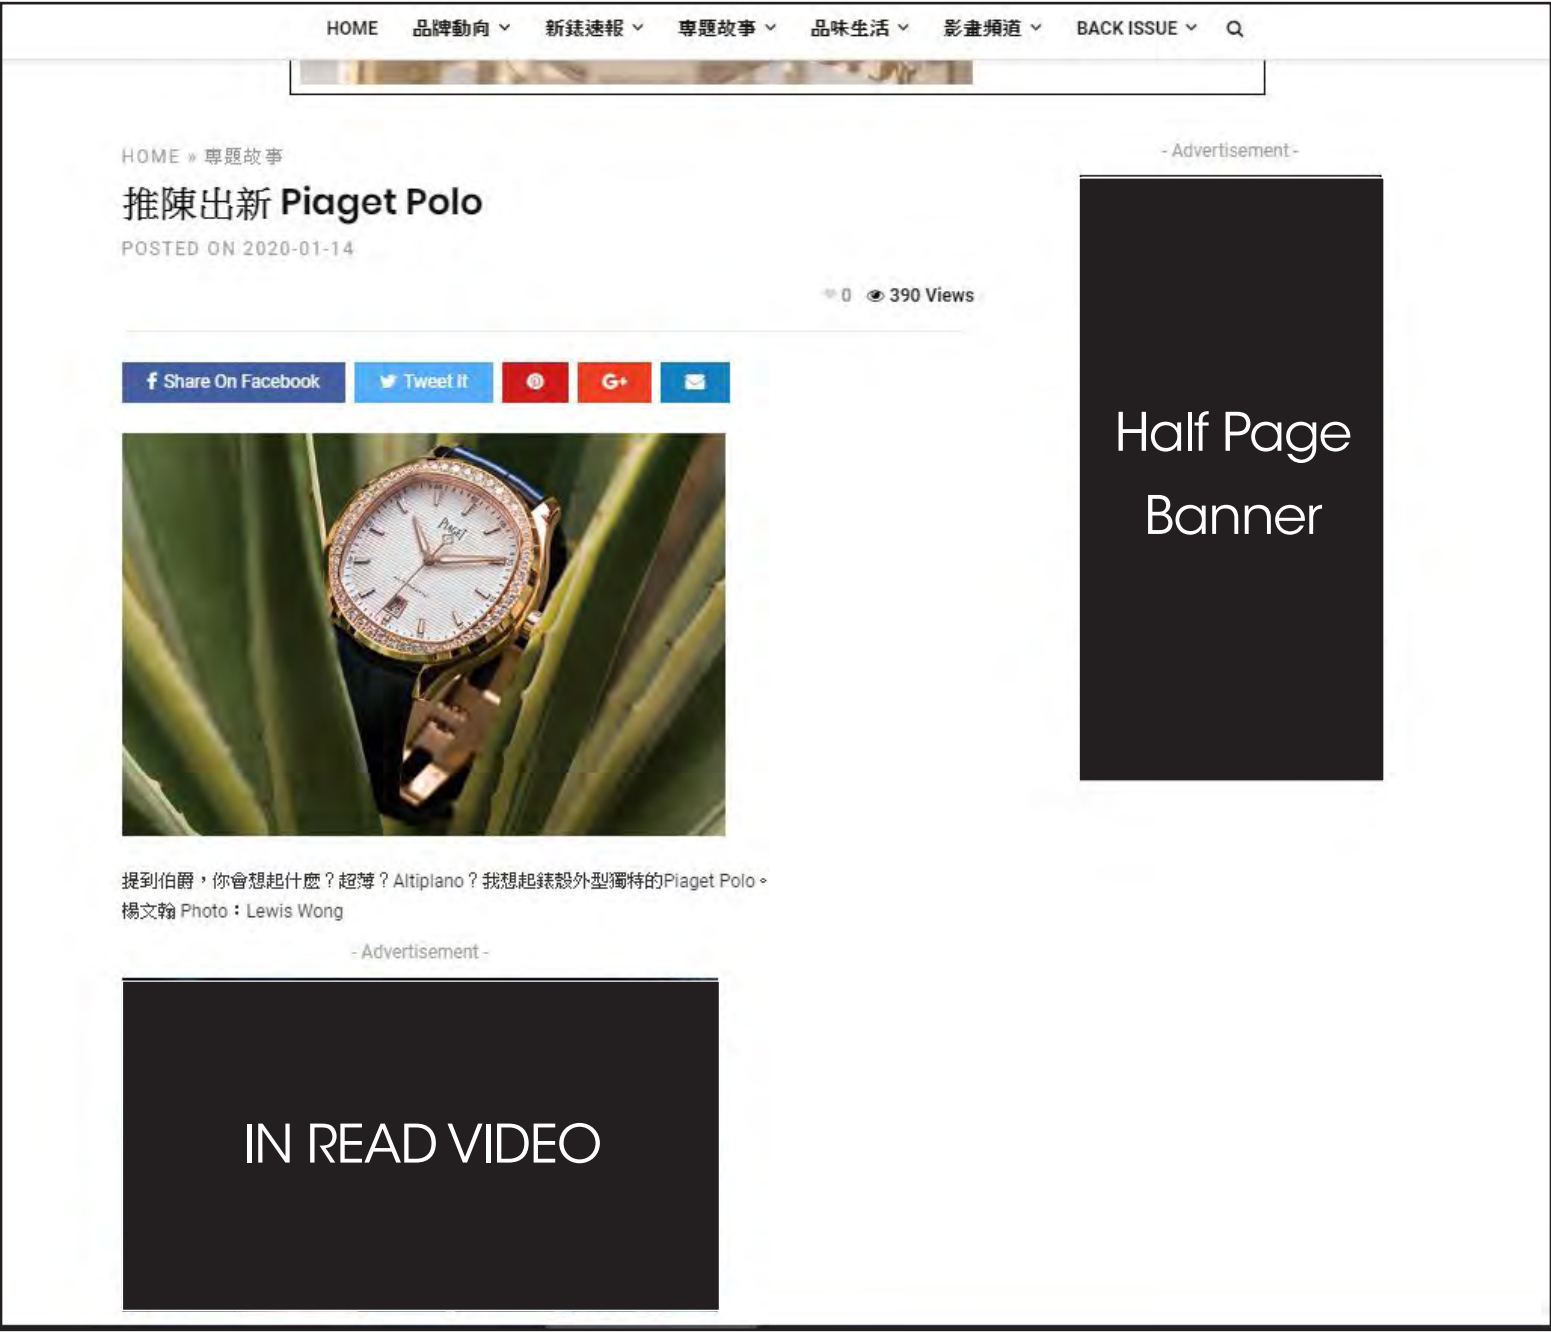 HOME 品牌動向 新錶速報 專題故事 品味生活 影畫頻道 BACK ISSUE
HOME » 專題故事
推陳出新 Piaget Polo
POSTED ON 2020-01-14
0 390 Views
Share On Facebook Tweet It G+
PIAGET
AUTOMATIC
提到伯爵，你會想起什麼？超薄？Altiplano？我想起錶殼外型獨特的Piaget Polo。
楊文翰 Photo：Lewis Wong
- Advertisement -
IN READ VIDEO
- Advertisement -
Half Page
Banner